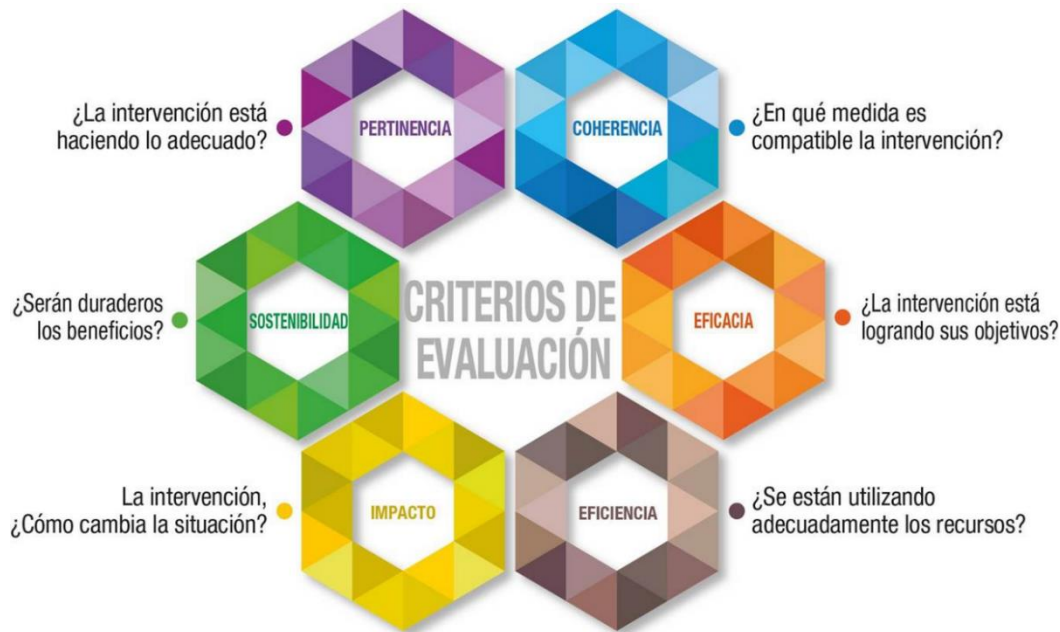 ¿La intervención está
haciendo lo adecuado?
PERTINENCIA
COHERENCIA
¿En qué medida es
compatible la intervención?
¿Serán duraderos
los beneficios?
SOSTENIBILIDAD
CRITERIOS DE
EVALUACIÓN
EFICACIA
¿La intervención está
logrando sus objetivos?
La intervención,
¿Cómo cambia la situación?
IMPACTO
EFICIENCIA
¿Se están utilizando
adecuadamente los recursos?